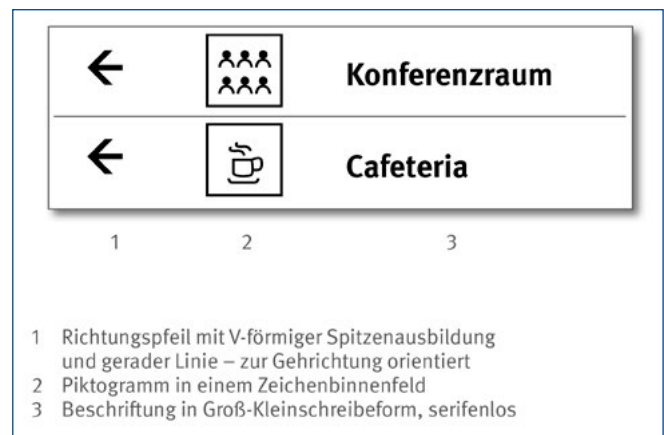 Konferenzraum
Cafeteria
1 2 3
1 Richtungspfeil mit V-förmiger Spitzenausbildung
und gerader Linie – zur Gehrichtung orientiert
2 Piktogramm in einem Zeichenbinnenfeld
3 Beschriftung in Groß-Kleinschreibeform, serifenlos